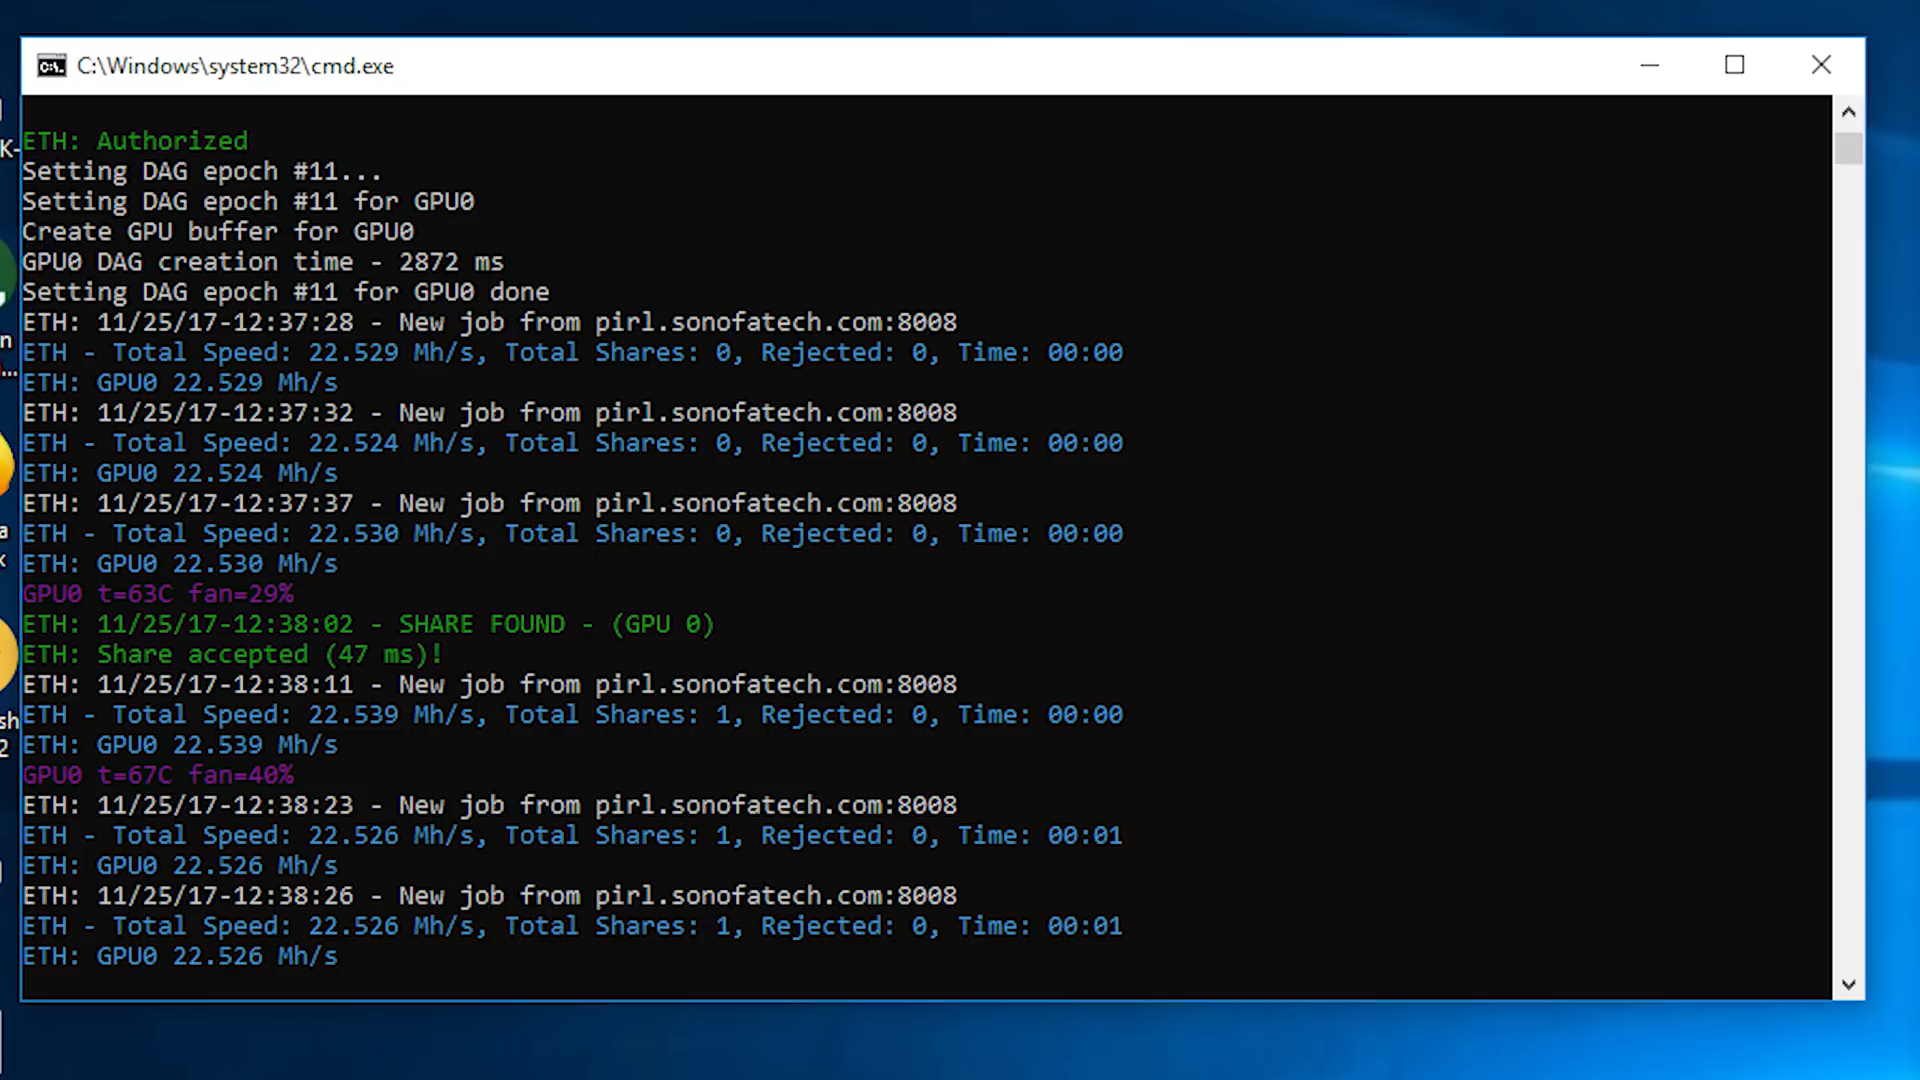 C:\Windows\system32\cmd.exe
ETH: Authorized
Setting DAG epoch #11...
Setting DAG epoch #11 for GPU0
Create GPU buffer for GPU0
GPU0 DAG creation time - 2872 ms
Setting DAG epoch #11 for GPU0 done
ETH: 11/25/17-12:37:28 - New job from pirl.sonofatech.com:8008
ETH - Total Speed: 22.529 Mh/s, Total Shares: 0, Rejected: 0, Time: 00:00
ETH: GPU0 22.529 Mh/s
ETH: 11/25/17-12:37:32 - New job from pirl.sonofatech.com:8008
ETH - Total Speed: 22.524 Mh/s, Total Shares: 0, Rejected: 0, Time: 00:00
ETH: GPU0 22.524 Mh/s
ETH: 11/25/17-12:37:37 - New job from pirl.sonofatech.com:8008
ETH - Total Speed: 22.530 Mh/s, Total Shares: 0, Rejected: 0, Time: 00:00
ETH: GPU0 22.530 Mh/s
GPU0 t=63C fan=29%
ETH: 11/25/17-12:38:02 - SHARE FOUND - (GPU 0)
ETH: Share accepted (47 ms)!
ETH: 11/25/17-12:38:11 - New job from pirl.sonofatech.com:8008
ETH - Total Speed: 22.539 Mh/s, Total Shares: 1, Rejected: 0, Time: 00:00
ETH: GPU0 22.539 Mh/s
GPU0 t=67C fan=40%
ETH: 11/25/17-12:38:23 - New job from pirl.sonofatech.com:8008
ETH - Total Speed: 22.526 Mh/s, Total Shares: 1, Rejected: 0, Time: 00:01
ETH: GPU0 22.526 Mh/s
ETH: 11/25/17-12:38:26 - New job from pirl.sonofatech.com:8008
ETH - Total Speed: 22.526 Mh/s, Total Shares: 1, Rejected: 0, Time: 00:01
ETH: GPU0 22.526 Mh/s